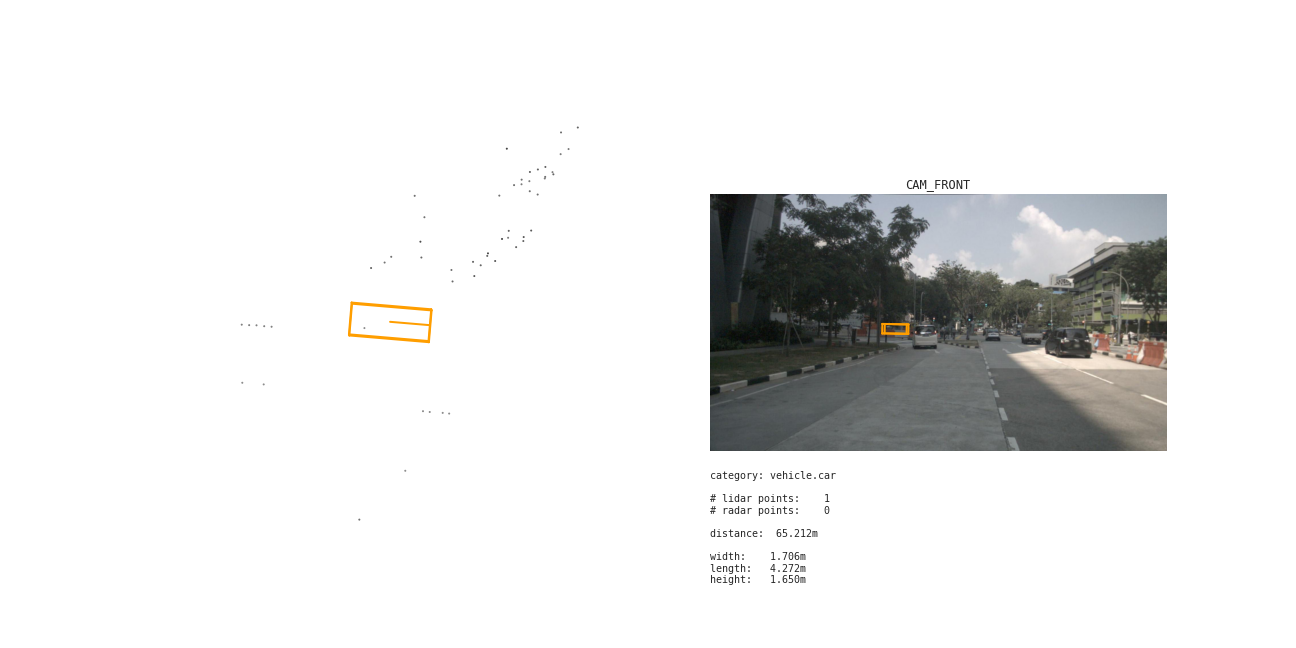 CAM_FRONT
category: vehicle.car
# lidar points:    1
# radar points:    0
distance:  65.212m
width:    1.706m
length:   4.272m
height:   1.650m